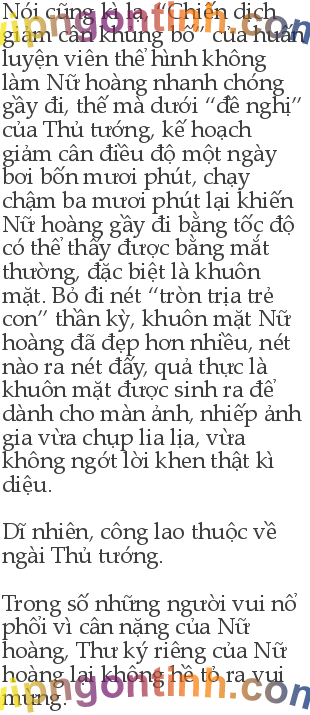 Nói cũng kì lạ, “Chiến dịch
giảm cân khủng bố” của huấn
luyện viên thể hình không
làm Nữ hoàng nhanh chóng
gầy đi, thế mà dưới “đề nghị”
của Thủ tướng, kế hoạch
giảm cân điều độ một ngày
bơi bốn mươi phút, chạy
chậm ba mươi phút lại khiến
Nữ hoàng gầy đi bằng tốc độ
có thể thấy được bằng mắt
thường, đặc biệt là khuôn
mặt. Bỏ đi nét “tròn trịa trẻ
con” thần kỳ, khuôn mặt Nữ
hoàng đã đẹp hơn nhiều, nét
nào ra nét đấy, quả thực là
khuôn mặt được sinh ra để
dành cho màn ảnh, nhiếp ảnh
gia vừa chụp lia lịa, vừa
không ngớt lời khen thật kì
diệu.
Dĩ nhiên, công lao thuộc về
ngài Thủ tướng.
Trong số những người vui nổ
phổi vì cân nặng của Nữ
hoàng, Thư ký riêng của Nữ
hoàng lại không hề tỏ ra vui
mừng.
vipngontinh.com
vipngontinh.com